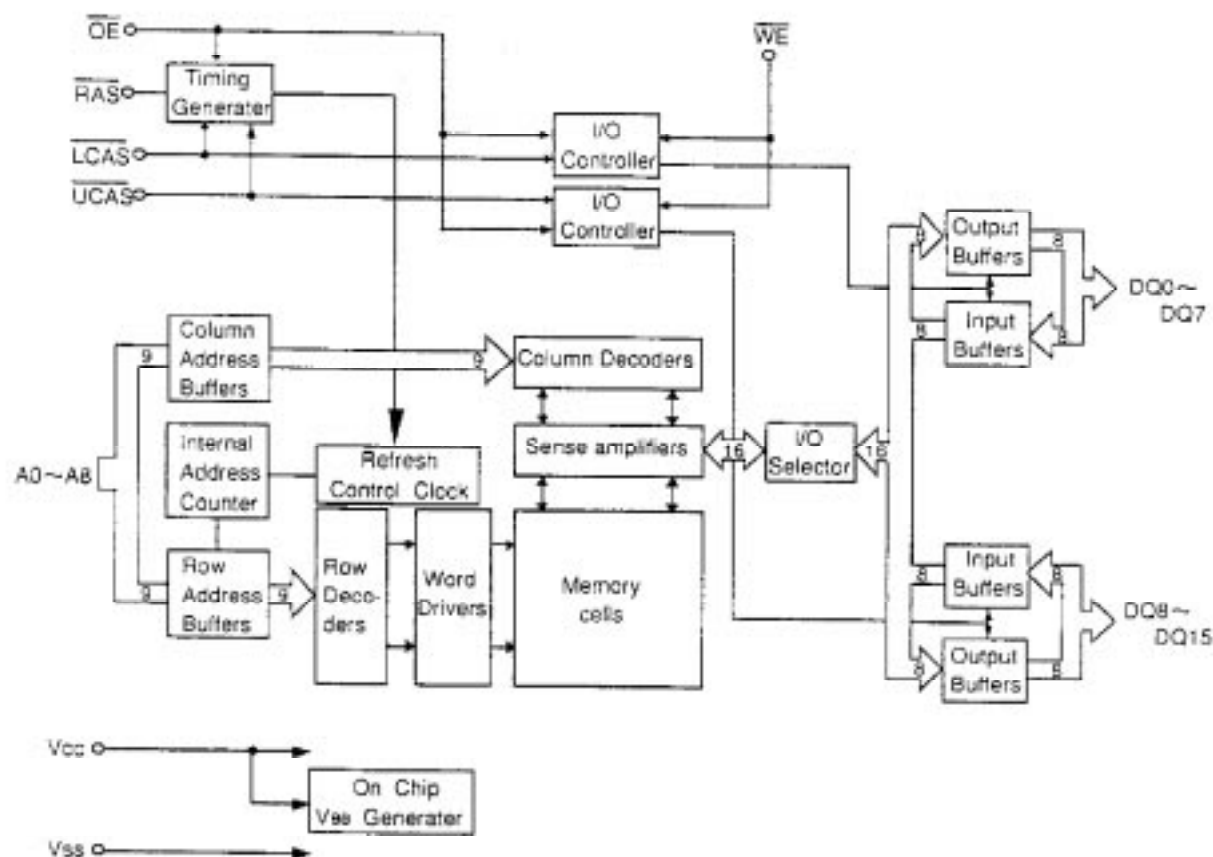 OE
WE
RAS
Timing
Generater
LCAS
I/O
Controller
UCAS
I/O
Controller
8
Output
Buffers
8
DQ0～
DQ7
8
Input
Buffers
8
9
Column
Address
Buffers
9
Column Decoders
A0～A8
Internal
Address
Counter
Refresh
Control Clock
Sense amplifiers
16
I/O
Selector
16
9
Row
Address
Buffers
9
Row
Deco-
ders
Word
Drivers
Memory
cells
8
Input
Buffers
8
DQ8～
DQ15
8
Output
Buffers
8
Vcc
On Chip
VBB Generater
Vss